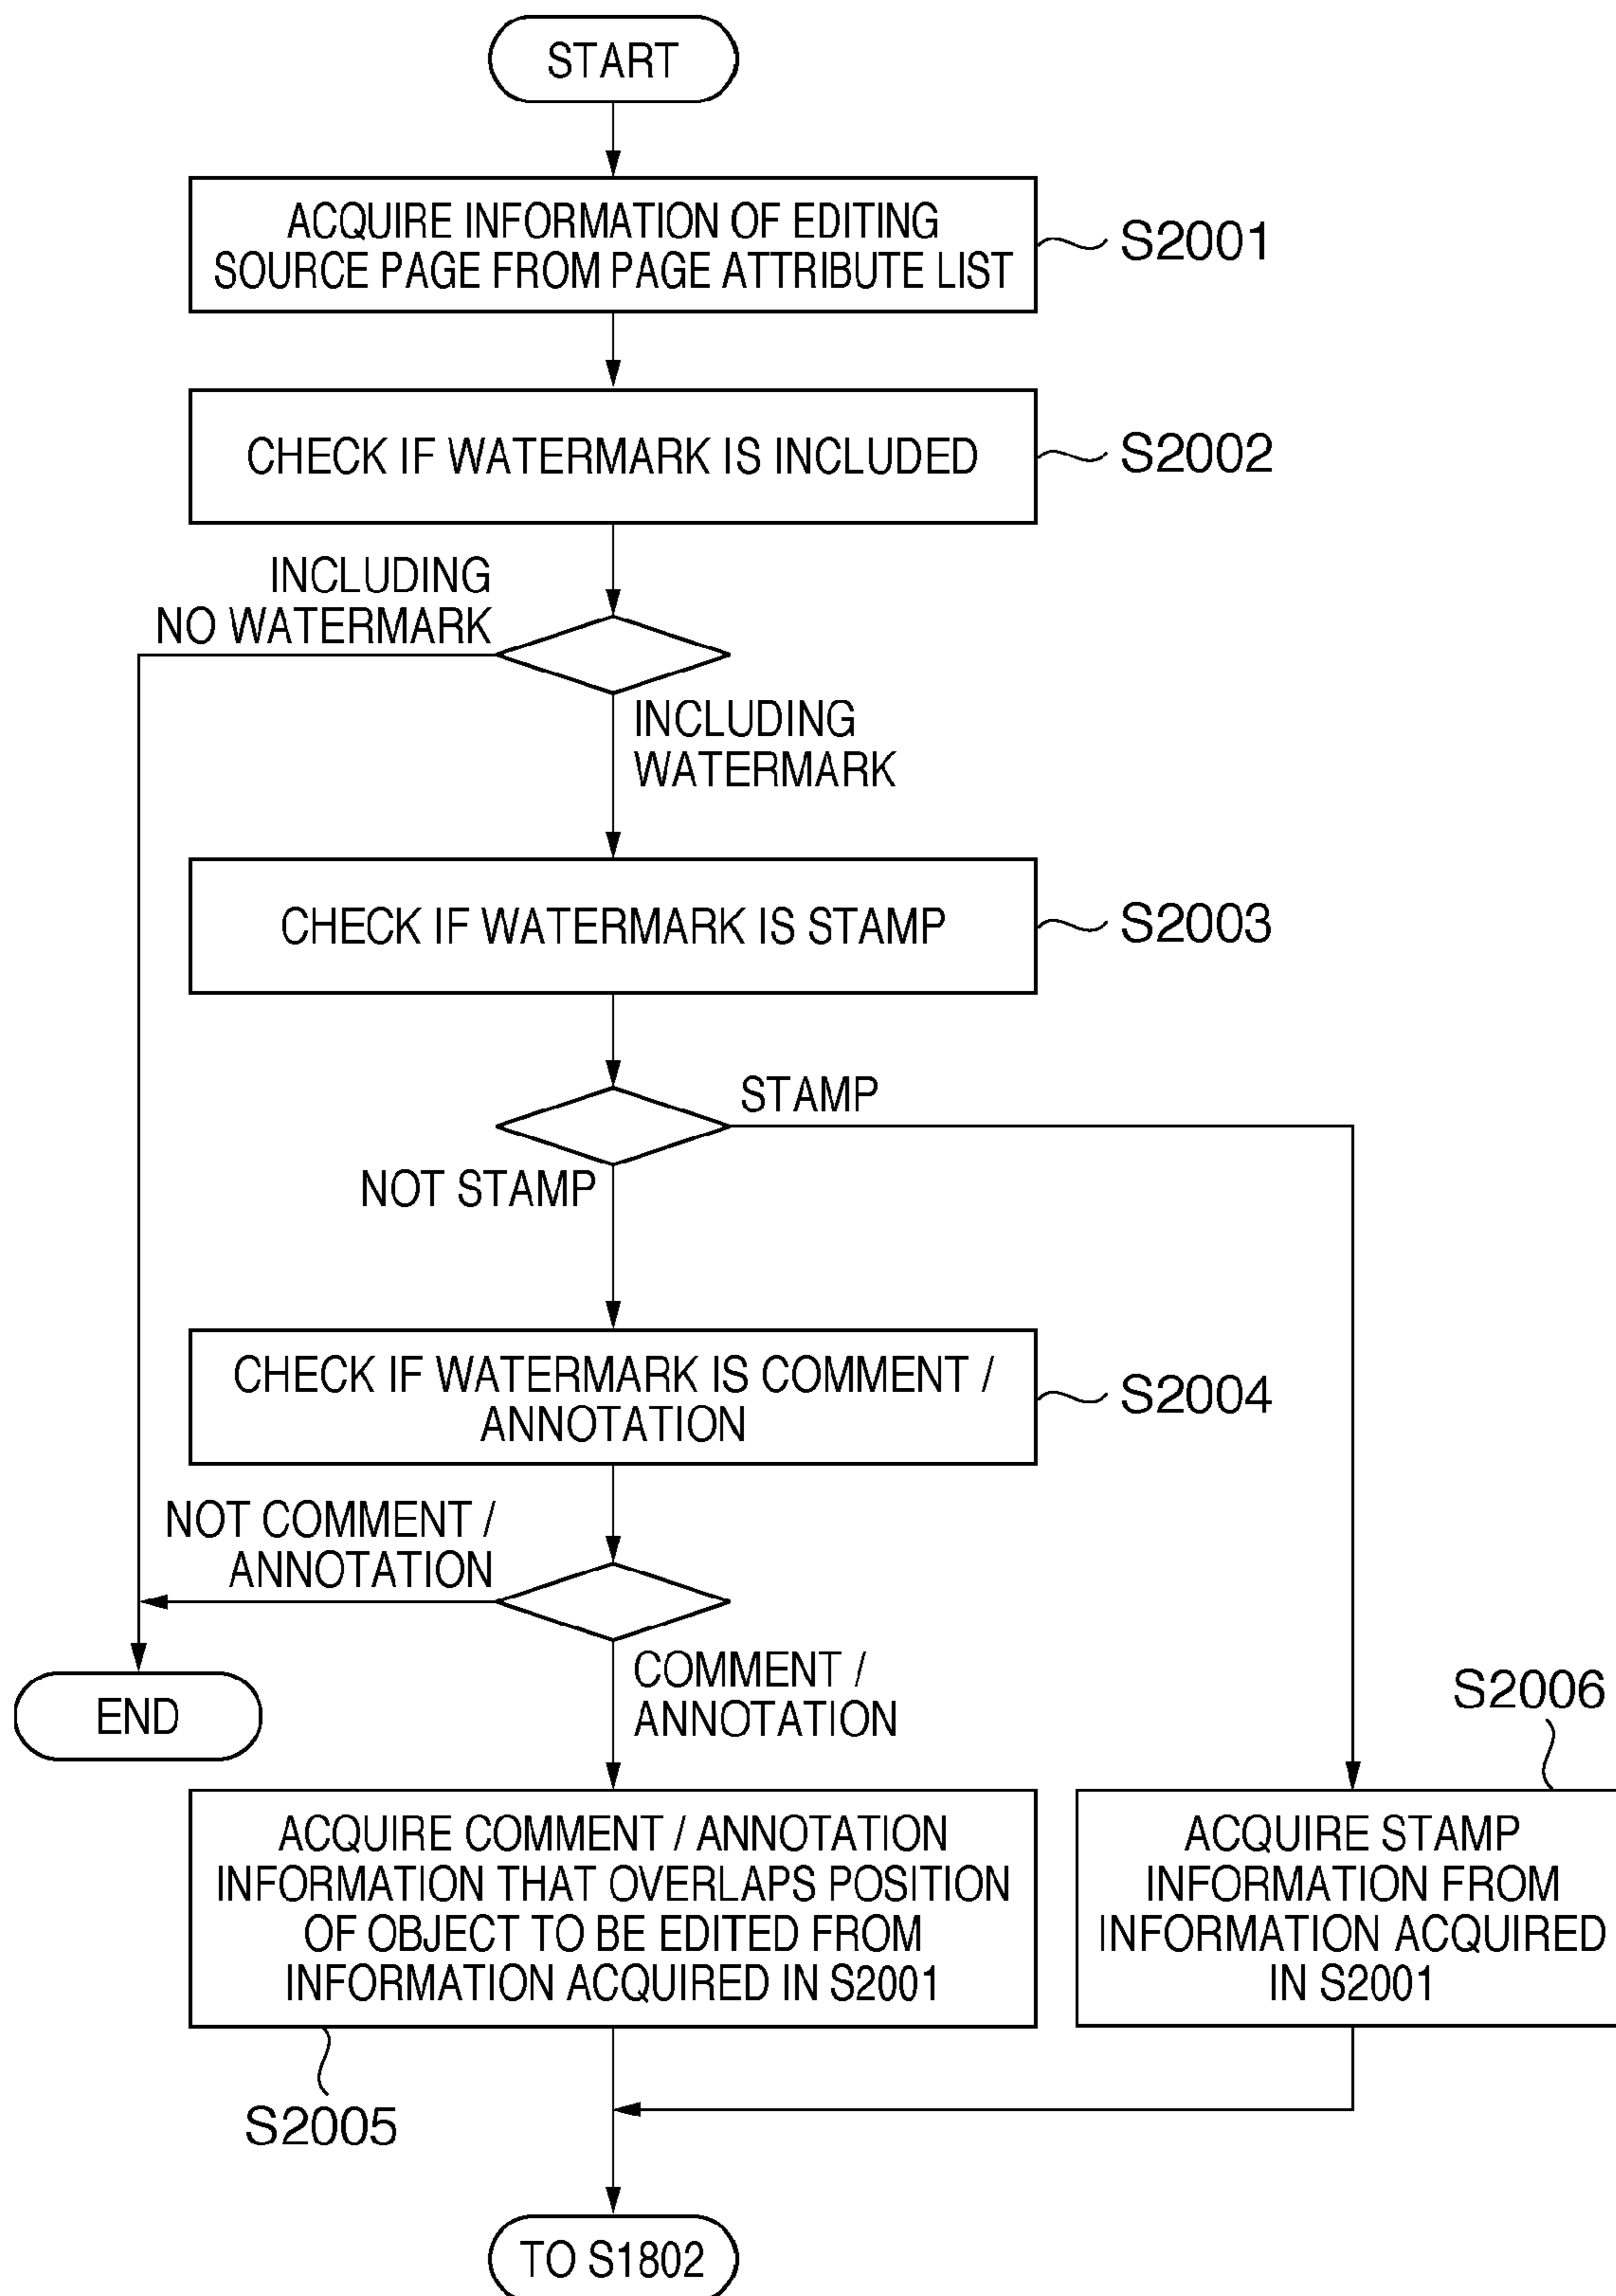 START
ACQUIRE INFORMATION OF EDITING
SOURCE PAGE FROM PAGE ATTRIBUTE LIST
S2001
CHECK IF WATERMARK IS INCLUDED
S2002
INCLUDING
NO WATERMARK
INCLUDING
WATERMARK
CHECK IF WATERMARK IS STAMP
S2003
STAMP
NOT STAMP
CHECK IF WATERMARK IS COMMENT /
ANNOTATION
S2004
NOT COMMENT /
ANNOTATION
COMMENT /
ANNOTATION
END
S2006
ACQUIRE COMMENT / ANNOTATION
INFORMATION THAT OVERLAPS POSITION
OF OBJECT TO BE EDITED FROM
INFORMATION ACQUIRED IN S2001
ACQUIRE STAMP
INFORMATION FROM
INFORMATION ACQUIRED
IN S2001
S2005
TO S1802